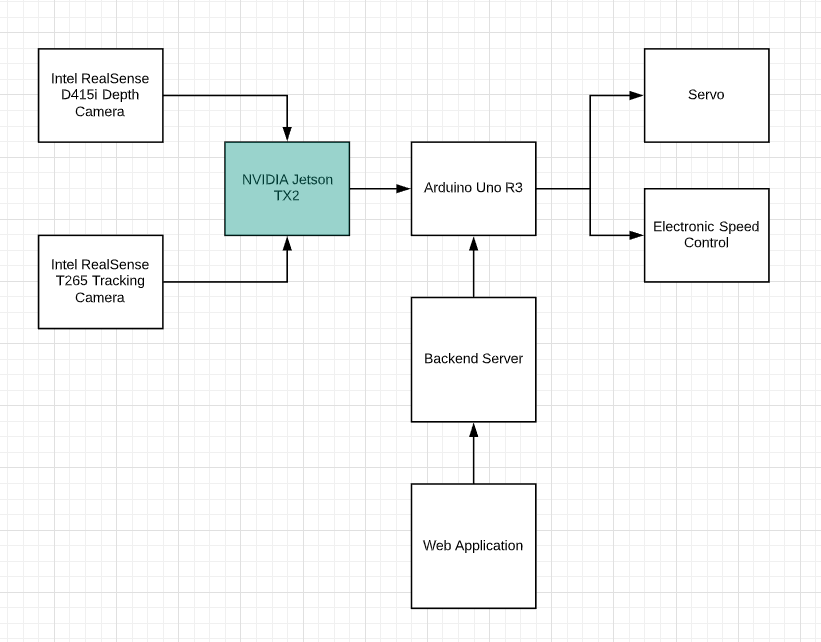 Intel RealSense
D415i Depth
Camera
Servo
NVIDIA Jetson
TX2
Arduino Uno R3
Electronic Speed
Control
Intel RealSense
T265 Tracking
Camera
Backend Server
Web Application